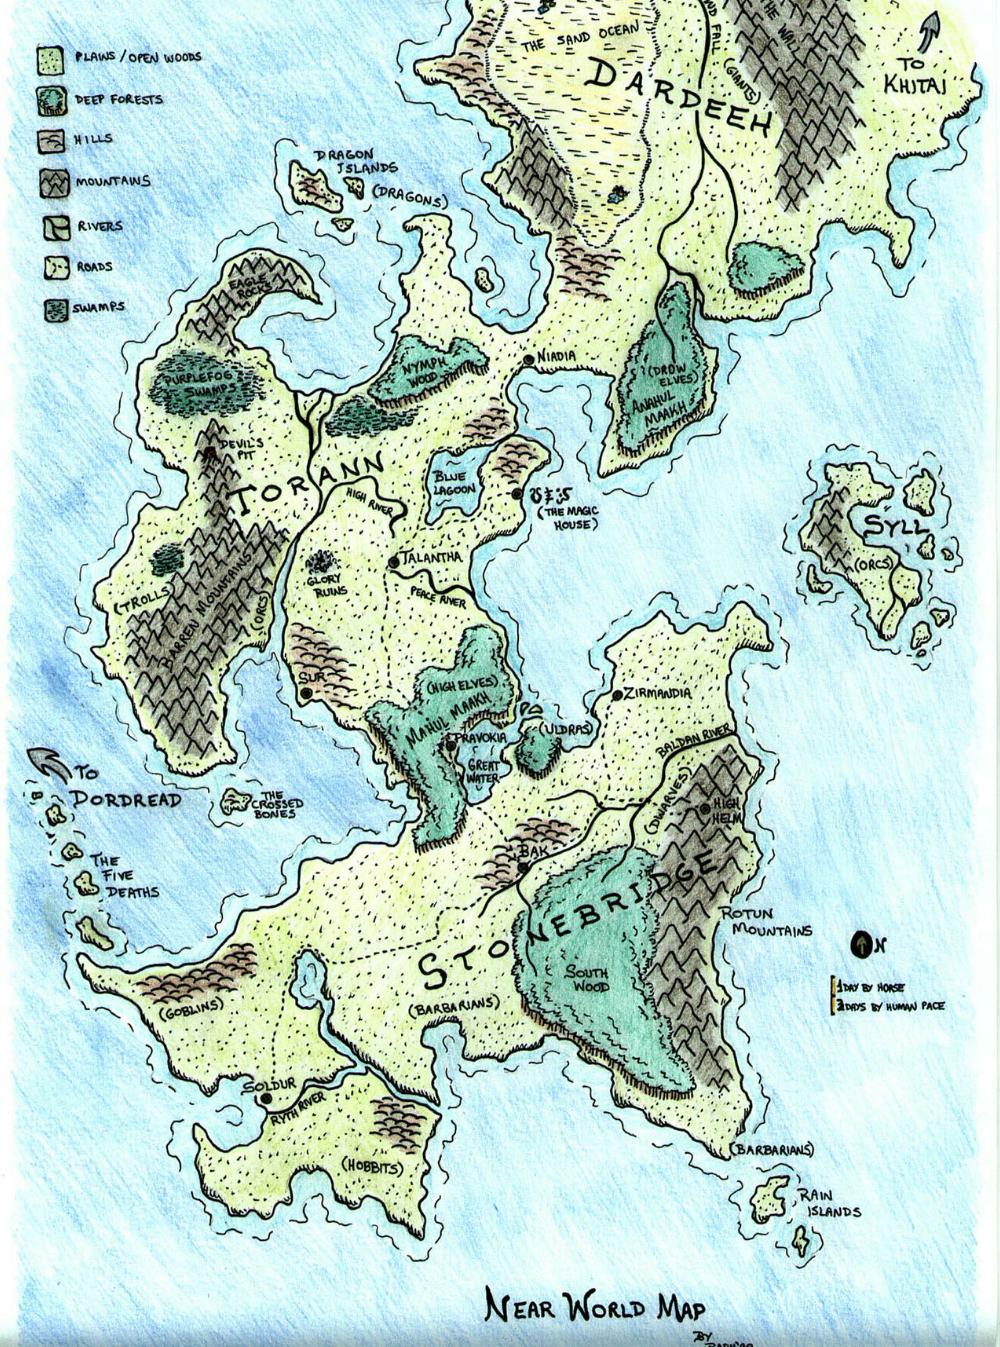 PLAINS / OPEN WOODS
DEEP FORESTS
HILLS
MOUNTAINS
RIVERS
ROADS
SWAMPS
THE SAND OCEAN
DARDEEH
FALL (GIANTS)
THE WALL
TO
KHITAI
DRAGON
ISLANDS
(DRAGONS)
EAGLE
ROCKS
PURPLEFOG
SWAMPS
NYMPH
WOOD
NIADIA
(DROW
ELVES)
ANAHUL
MAAKH
DEVIL'S
PIT
TORANN
HIGH RIVER
BLUE
LAGOON
(THE MAGIC
HOUSE)
SYLL
(ORCS)
GLORY
RUINS
TALANTHA
PEACE RIVER
(TROLLS)
BARREN MOUNTAINS
(ORCS)
SUR
(HIGH ELVES)
MAHUL MAAKH
PRAVOKIA
GREAT
WATER
(ULDRAS)
ZIRMANDIA
BALDAN RIVER
(DWARVES)
HIGH
HELM
TO
DORDREAD
THE
CROSSED
BONES
THE
FIVE
DEATHS
BAK
STONEBRIDGE
(BARBARIANS)
SOUTH
WOOD
ROTUN
MOUNTAINS
N
1 DAY BY HORSE
2 DAYS BY HUMAN PACE
(GOBLINS)
SOLDUR
RYTH RIVER
(HOBBITS)
(BARBARIANS)
RAIN
ISLANDS
NEAR WORLD MAP
BY